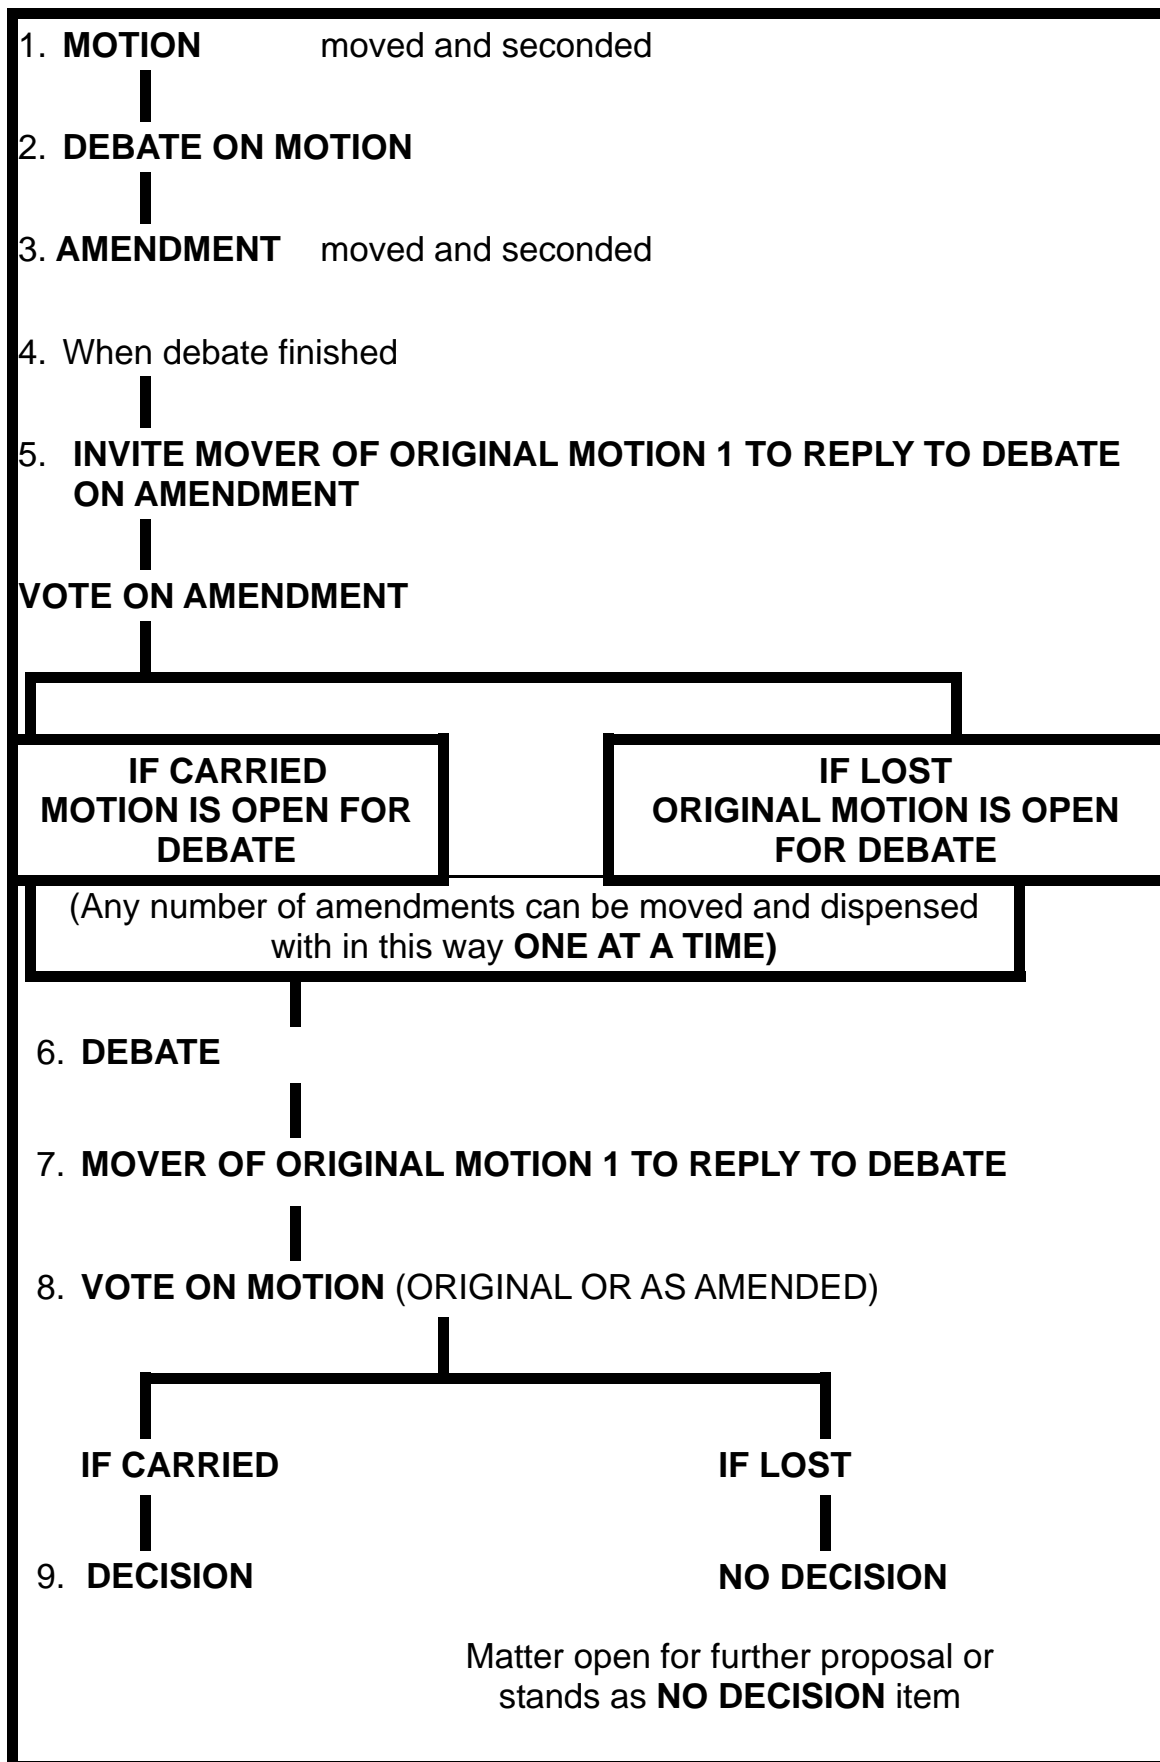 1. MOTION moved and seconded
2. DEBATE ON MOTION
3. AMENDMENT moved and seconded
4. When debate finished
5. INVITE MOVER OF ORIGINAL MOTION 1 TO REPLY TO DEBATE
ON AMENDMENT
VOTE ON AMENDMENT
IF CARRIED
MOTION IS OPEN FOR
DEBATE
IF LOST
ORIGINAL MOTION IS OPEN
FOR DEBATE
(Any number of amendments can be moved and dispensed
with in this way ONE AT A TIME)
6. DEBATE
7. MOVER OF ORIGINAL MOTION 1 TO REPLY TO DEBATE
8. VOTE ON MOTION (ORIGINAL OR AS AMENDED)
IF CARRIED
IF LOST
9. DECISION
NO DECISION
Matter open for further proposal or
stands as NO DECISION item